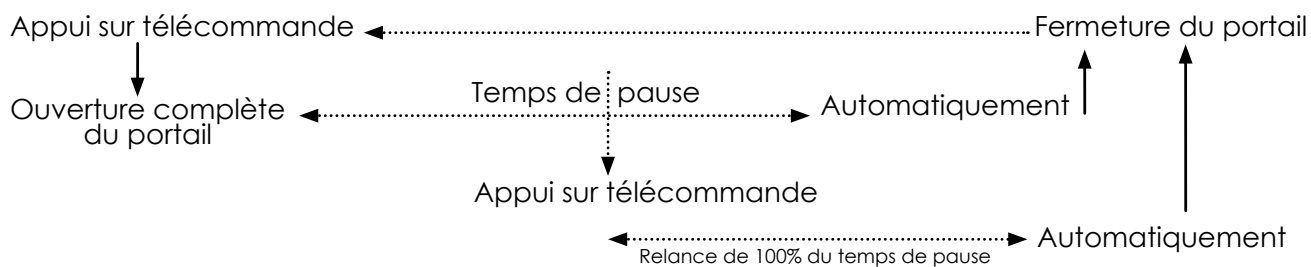 Appui sur télécommande
Fermeture du portail
Ouverture complète
du portail
Temps de pause
Automatiquement
Appui sur télécommande
Automatiquement
Relance de 100% du temps de pause